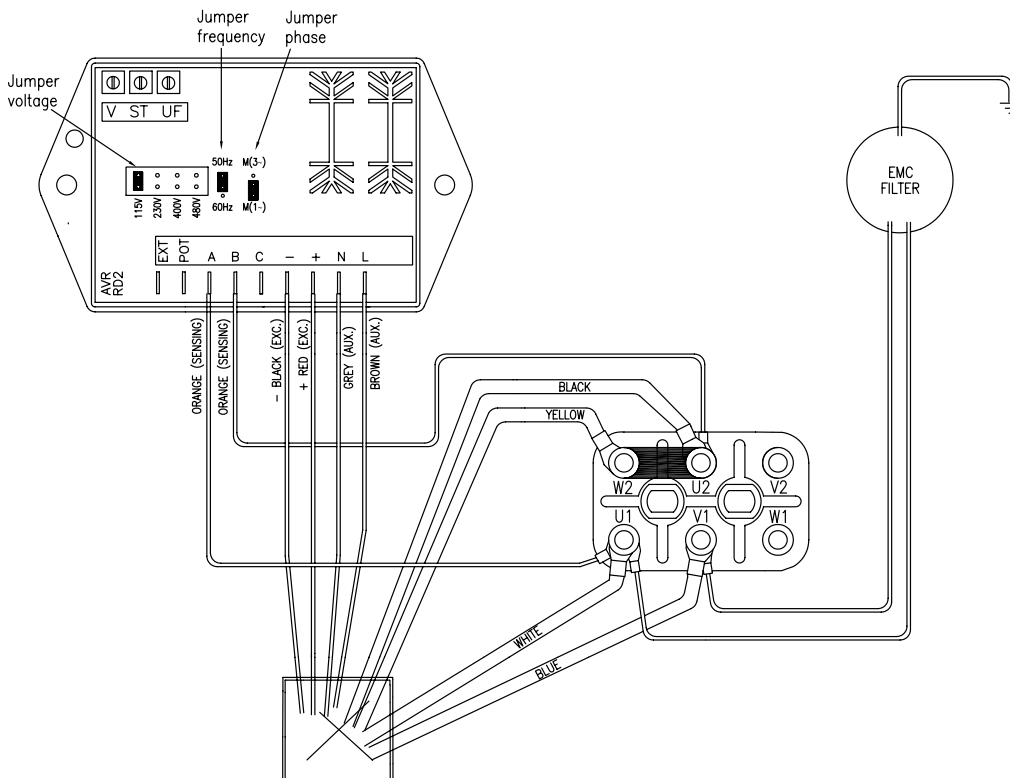 Jumper
frequency
Jumper
phase
Jumper
voltage
V ST UF
50Hz
M(3~)
115V
230V
400V
480V
60Hz
M(1~)
EXT
POT
A B C − + N L
AVR
RD2
ORANGE (SENSING)
ORANGE (SENSING)
− BLACK (EXC.)
+ RED (EXC.)
GREY (AUX.)
BROWN (AUX.)
EMC
FILTER
BLACK
YELLOW
W2 U2 V2
U1 V1 W1
WHITE
BLUE